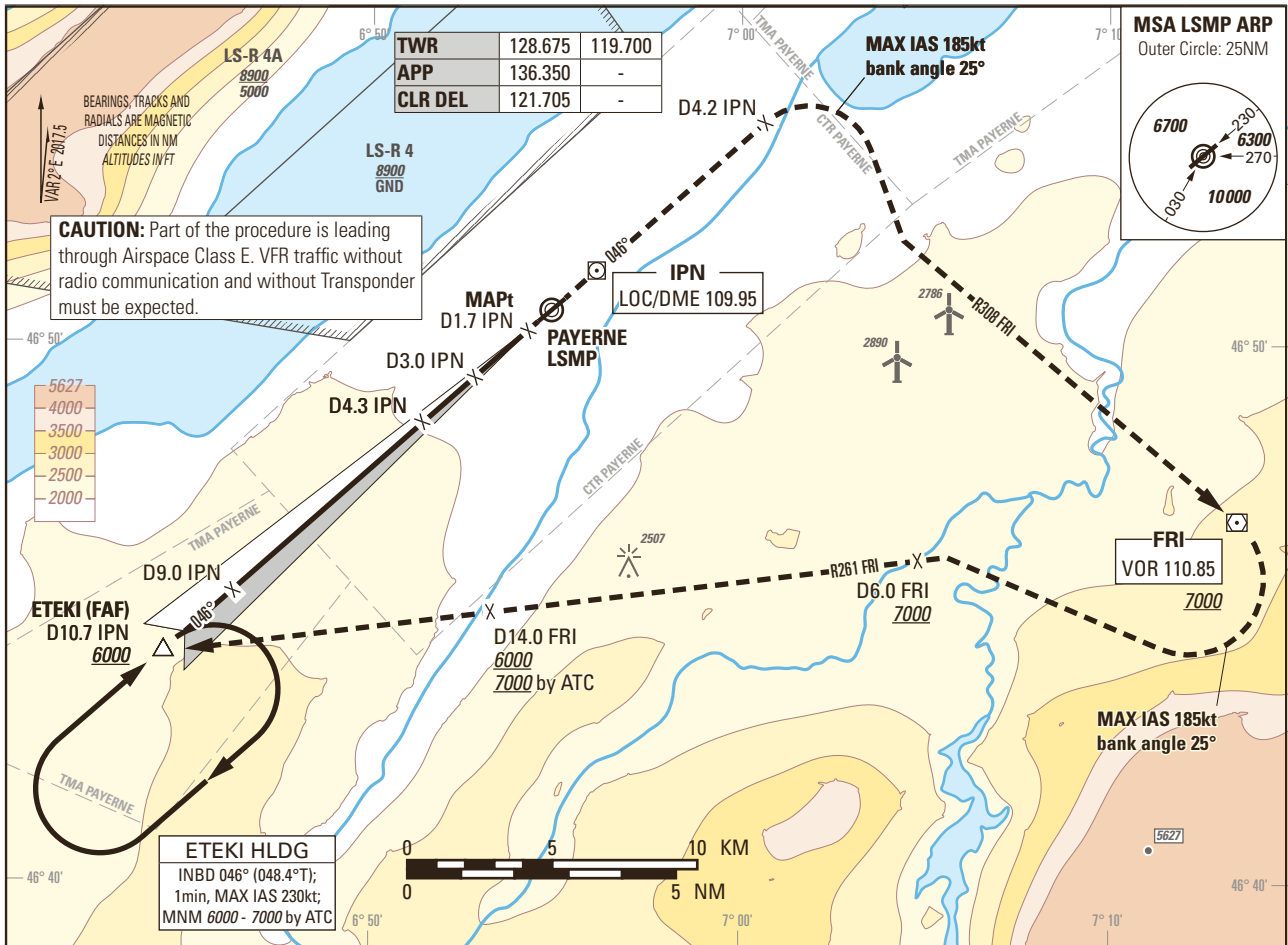 6° 50'
7° 00'
7° 10'
TWR 128.675 119.700
APP 136.350 -
CLR DEL 121.705 -
LS-R 4A
8900
5000
BEARINGS, TRACKS AND
RADIALS ARE MAGNETIC
DISTANCES IN NM
ALTITUDES IN FT
VAR 2° E 2017.5
LS-R 4
8900
GND
TMA PAYERNE
MAX IAS 185kt
bank angle 25°
D4.2 IPN
CTR PAYERNE
TMA PAYERNE
MSA LSMP ARP
Outer Circle: 25NM
6700
230
6300
270
10000
030
CAUTION: Part of the procedure is leading
through Airspace Class E. VFR traffic without
radio communication and without Transponder
must be expected.
046°
IPN
LOC/DME 109.95
MAPt
D1.7 IPN
PAYERNE
LSMP
2786
R308 FRI
2890
46° 50'
46° 50'
D3.0 IPN
D4.3 IPN
5627
4000
3500
3000
2500
2000
CTR PAYERNE
TMA PAYERNE
2507
FRI
VOR 110.85
7000
R261 FRI
D6.0 FRI
7000
D9.0 IPN
046°
ETEKI (FAF)
D10.7 IPN
6000
D14.0 FRI
6000
7000 by ATC
MAX IAS 185kt
bank angle 25°
TMA PAYERNE
ETEKI HLDG
INBD 046° (048.4°T);
1min, MAX IAS 230kt;
MNM 6000 - 7000 by ATC
0 5 10 KM
0 5 NM
5627
46° 40'
46° 40'
6° 50'
7° 00'
7° 10'